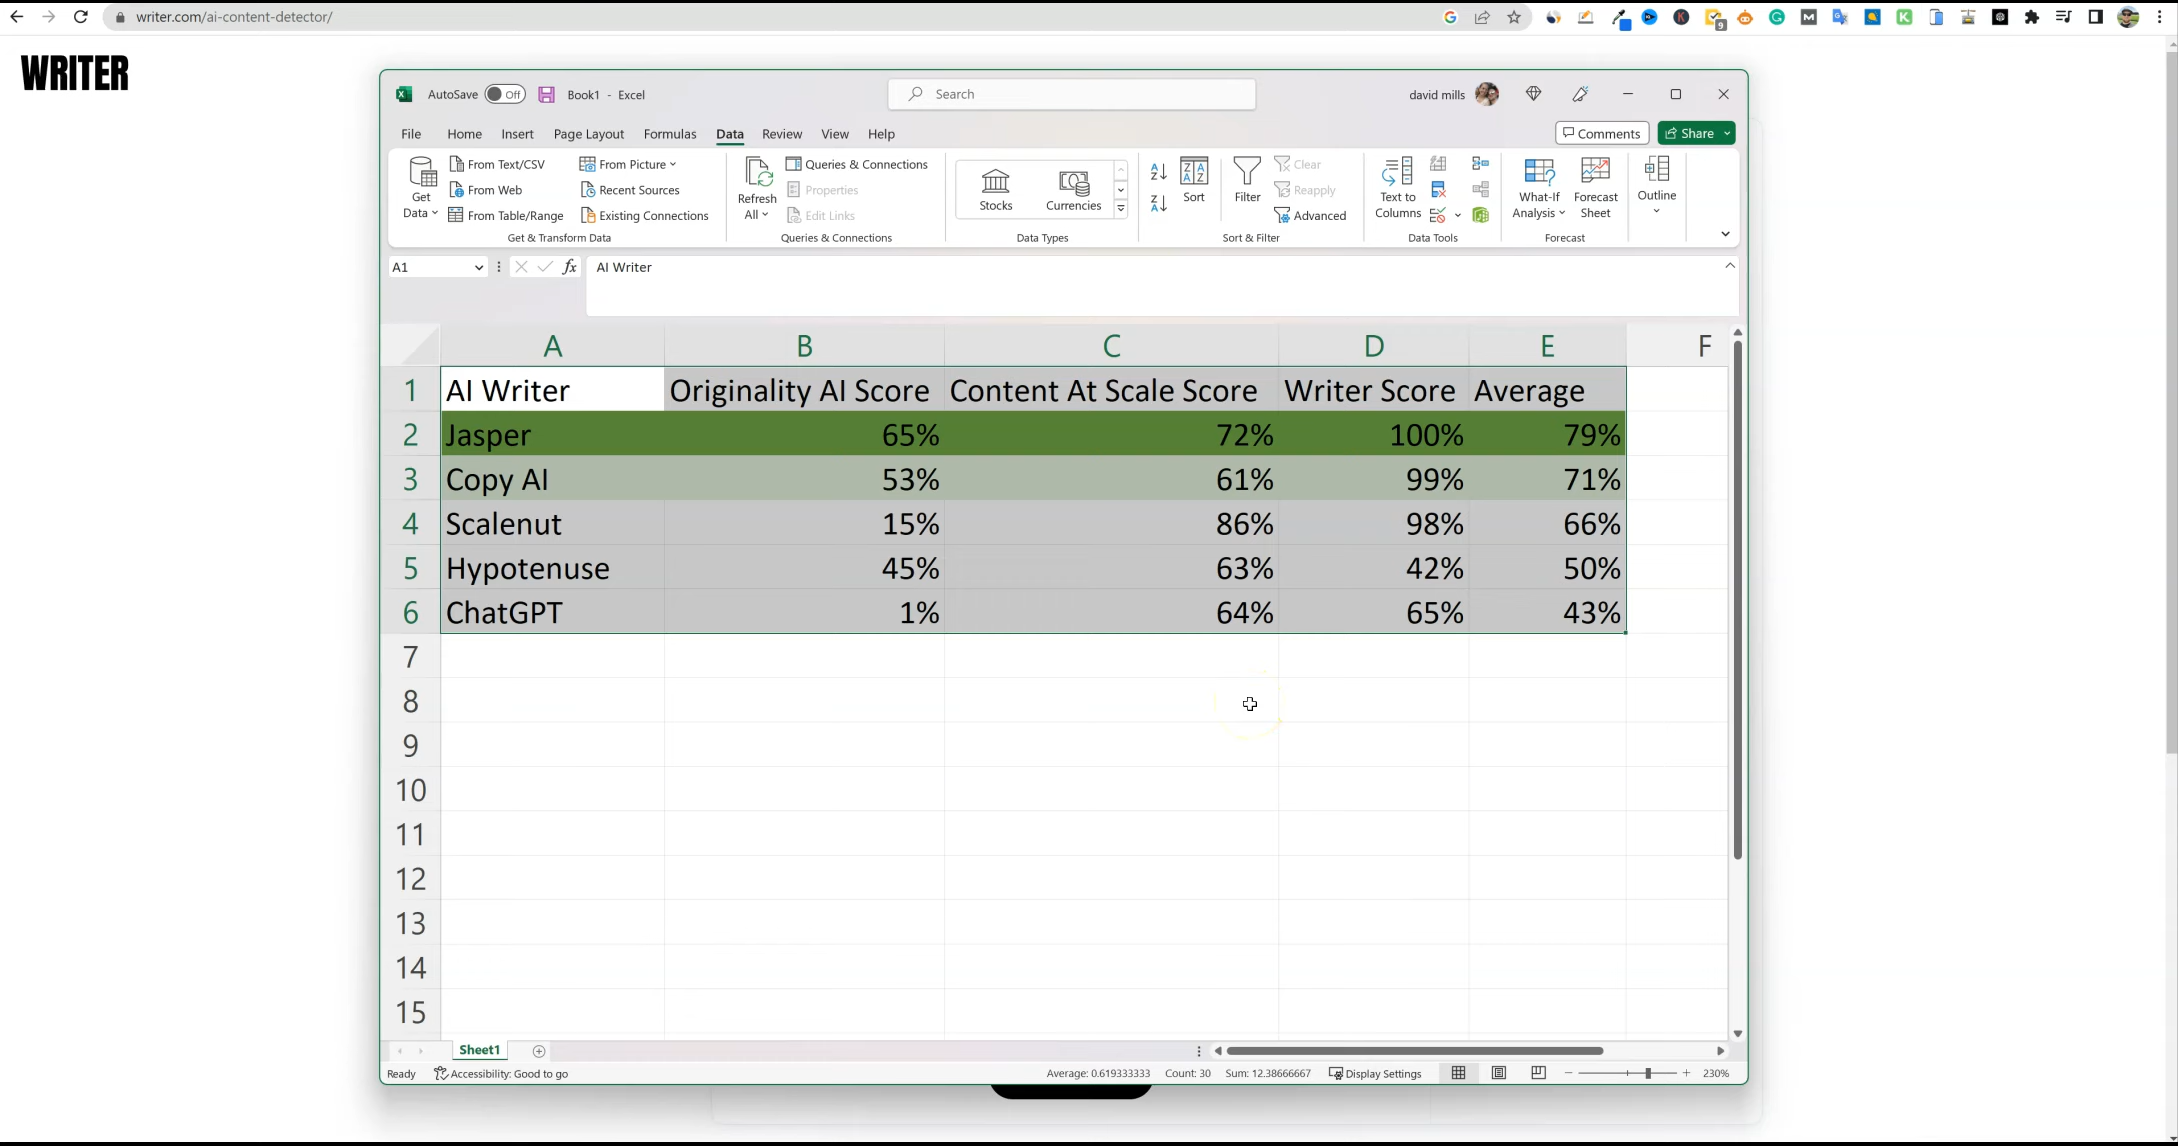 writer.com/ai-content-detector/
WRITER
AutoSave Off Book1 - Excel Search david mills
File Home Insert Page Layout Formulas Data Review View Help Comments Share
Get Data From Text/CSV From Picture
From Web Recent Sources
From Table/Range Existing Connections
Get & Transform Data
Refresh All Queries & Connections
Properties
Edit Links
Queries & Connections
Stocks Currencies
Data Types
Sort Filter Clear
Reapply
Advanced
Sort & Filter
Text to Columns
Data Tools
What-If Analysis Forecast Sheet
Forecast
Outline
A1 fx AI Writer
A B C D E F
1 AI Writer Originality AI Score Content At Scale Score Writer Score Average
2 Jasper 65% 72% 100% 79%
3 Copy AI 53% 61% 99% 71%
4 Scalenut 15% 86% 98% 66%
5 Hypotenuse 45% 63% 42% 50%
6 ChatGPT 1% 64% 65% 43%
7
8
9
10
11
12
13
14
15
Sheet1
Ready Accessibility: Good to go Average: 0.619333333 Count: 30 Sum: 12.38666667 Display Settings 230%